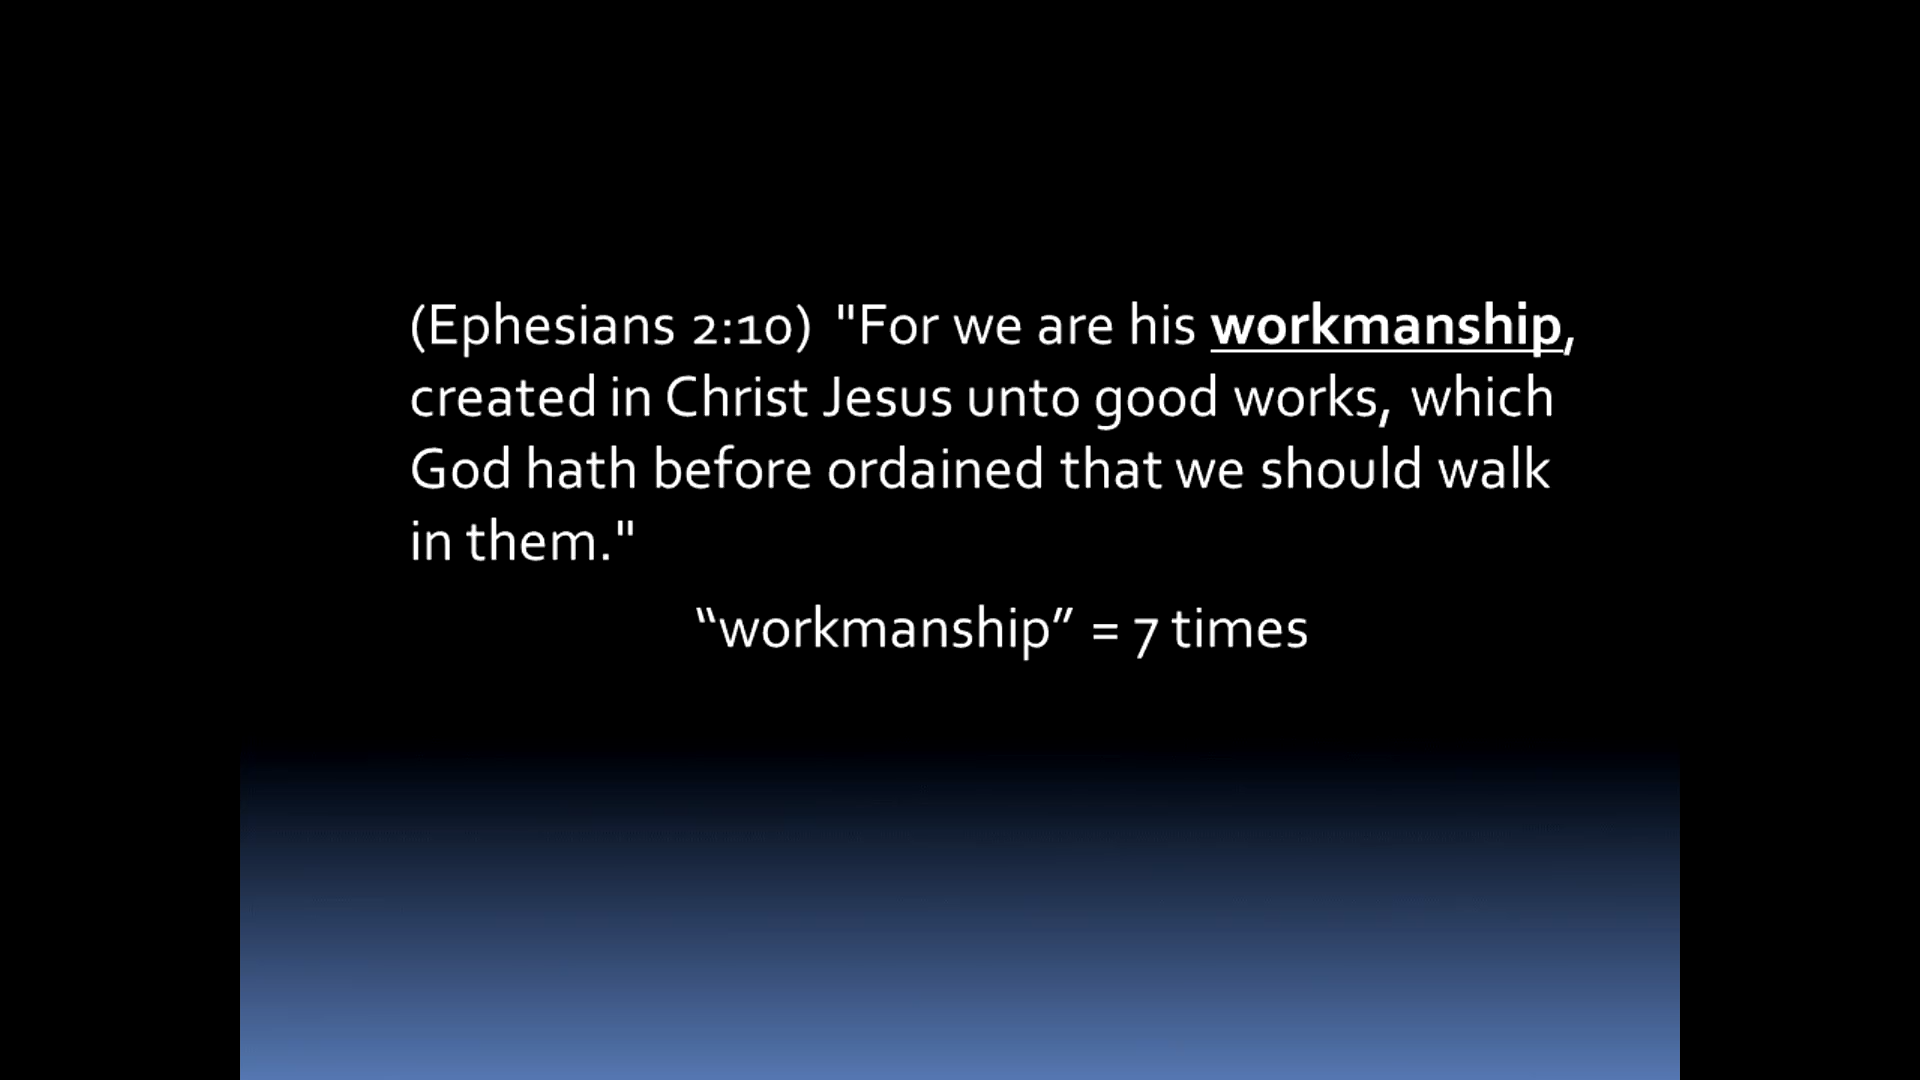 (Ephesians 2:10)  "For we are his workmanship,
created in Christ Jesus unto good works, which
God hath before ordained that we should walk
in them."
“workmanship” = 7 times